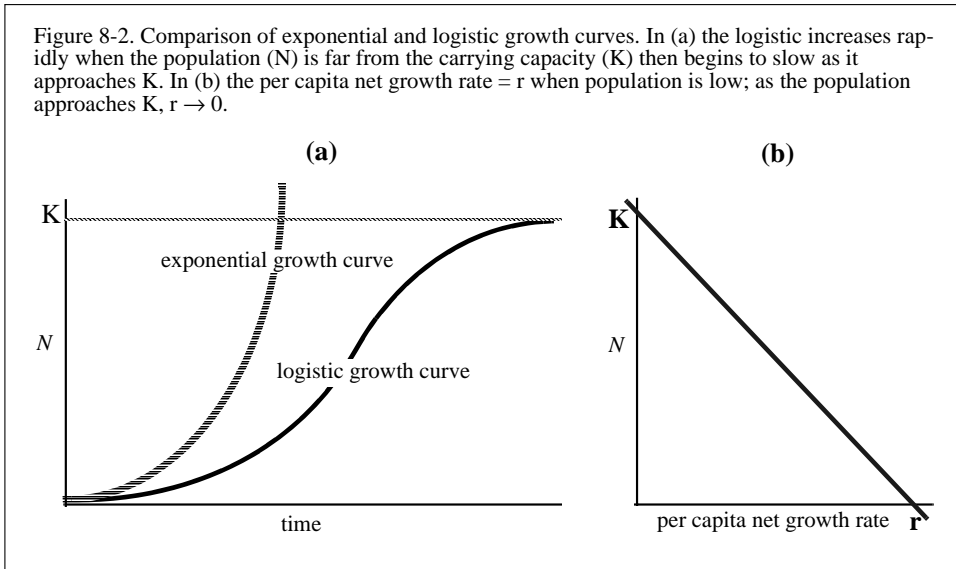 Figure 8-2. Comparison of exponential and logistic growth curves. In (a) the logistic increases rap-
idly when the population (N) is far from the carrying capacity (K) then begins to slow as it
approaches K. In (b) the per capita net growth rate = r when population is low; as the population
approaches K, r → 0.
(a)
K
exponential growth curve
N
logistic growth curve
time
(b)
K
N
per capita net growth rate
r